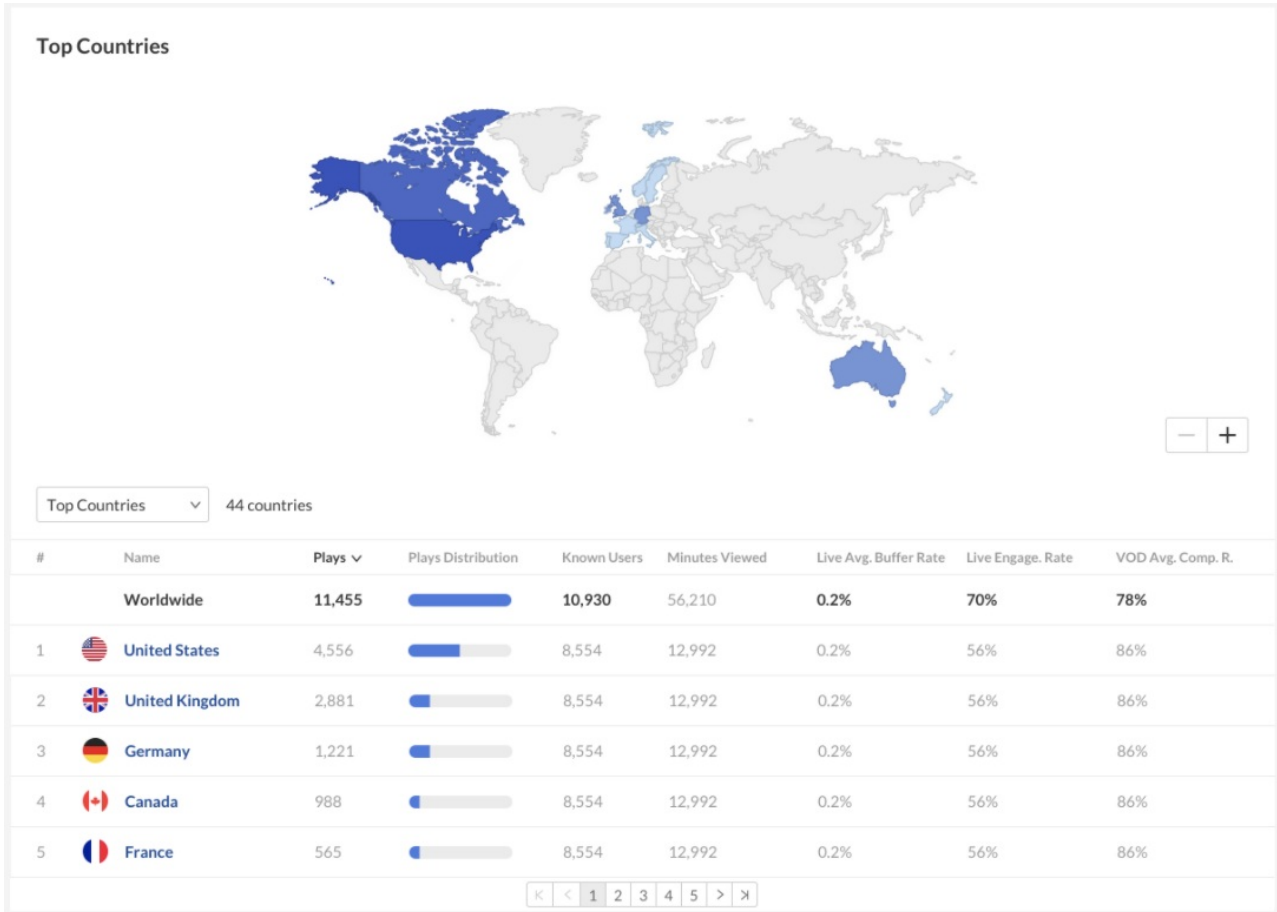 Top Countries
− +
Top Countries 44 countries
# Name Plays Plays Distribution Known Users Minutes Viewed Live Avg. Buffer Rate Live Engage. Rate VOD Avg. Comp. R.
Worldwide 11,455 10,930 56,210 0.2% 70% 78%
1 United States 4,556 8,554 12,992 0.2% 56% 86%
2 United Kingdom 2,881 8,554 12,992 0.2% 56% 86%
3 Germany 1,221 8,554 12,992 0.2% 56% 86%
4 Canada 988 8,554 12,992 0.2% 56% 86%
5 France 565 8,554 12,992 0.2% 56% 86%
1 2 3 4 5